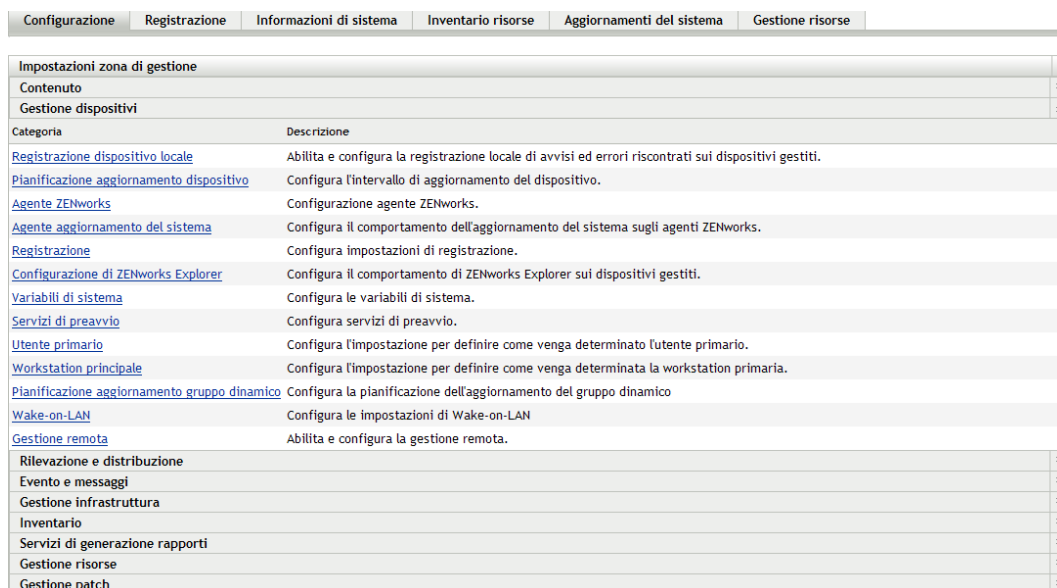 Configurazione Registrazione Informazioni di sistema Inventario risorse Aggiornamenti del sistema Gestione risorse
Impostazioni zona di gestione
Contenuto
Gestione dispositivi
Categoria Descrizione
Registrazione dispositivo locale Abilita e configura la registrazione locale di avvisi ed errori riscontrati sui dispositivi gestiti.
Pianificazione aggiornamento dispositivo Configura l'intervallo di aggiornamento del dispositivo.
Agente ZENworks Configurazione agente ZENworks.
Agente aggiornamento del sistema Configura il comportamento dell'aggiornamento del sistema sugli agenti ZENworks.
Registrazione Configura impostazioni di registrazione.
Configurazione di ZENworks Explorer Configura il comportamento di ZENworks Explorer sui dispositivi gestiti.
Variabili di sistema Configura le variabili di sistema.
Servizi di preavvio Configura servizi di preavvio.
Utente primario Configura l'impostazione per definire come venga determinato l'utente primario.
Workstation principale Configura l'impostazione per definire come venga determinata la workstation primaria.
Pianificazione aggiornamento gruppo dinamico Configura la pianificazione dell'aggiornamento del gruppo dinamico
Wake-on-LAN Configura le impostazioni di Wake-on-LAN
Gestione remota Abilita e configura la gestione remota.
Rilevazione e distribuzione
Evento e messaggi
Gestione infrastruttura
Inventario
Servizi di generazione rapporti
Gestione risorse
Gestione patch